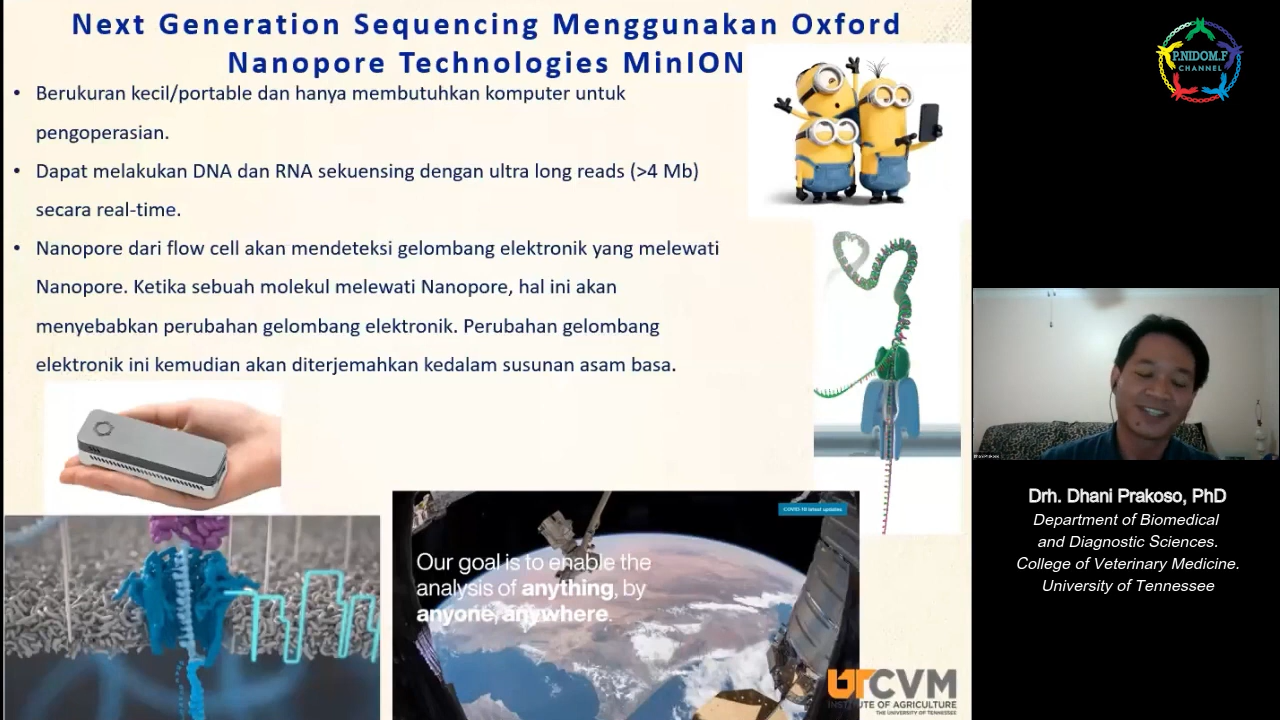 Next Generation Sequencing Menggunakan Oxford
Nanopore Technologies MinION
• Berukuran kecil/portable dan hanya membutuhkan komputer untuk
pengoperasian.
• Dapat melakukan DNA dan RNA sekuensing dengan ultra long reads (>4 Mb)
secara real-time.
• Nanopore dari flow cell akan mendeteksi gelombang elektronik yang melewati
Nanopore. Ketika sebuah molekul melewati Nanopore, hal ini akan
menyebabkan perubahan gelombang elektronik. Perubahan gelombang
elektronik ini kemudian akan diterjemahkan kedalam susunan asam basa.
COVID-19 latest updates
Our goal is to enable the
analysis of anything, by
anyone, anywhere.
UTCVM
INSTITUTE OF AGRICULTURE
THE UNIVERSITY OF TENNESSEE
P.NIDOM.F
CHANNEL
Drh. Dhani Prakoso, PhD
Department of Biomedical
and Diagnostic Sciences.
College of Veterinary Medicine.
University of Tennessee